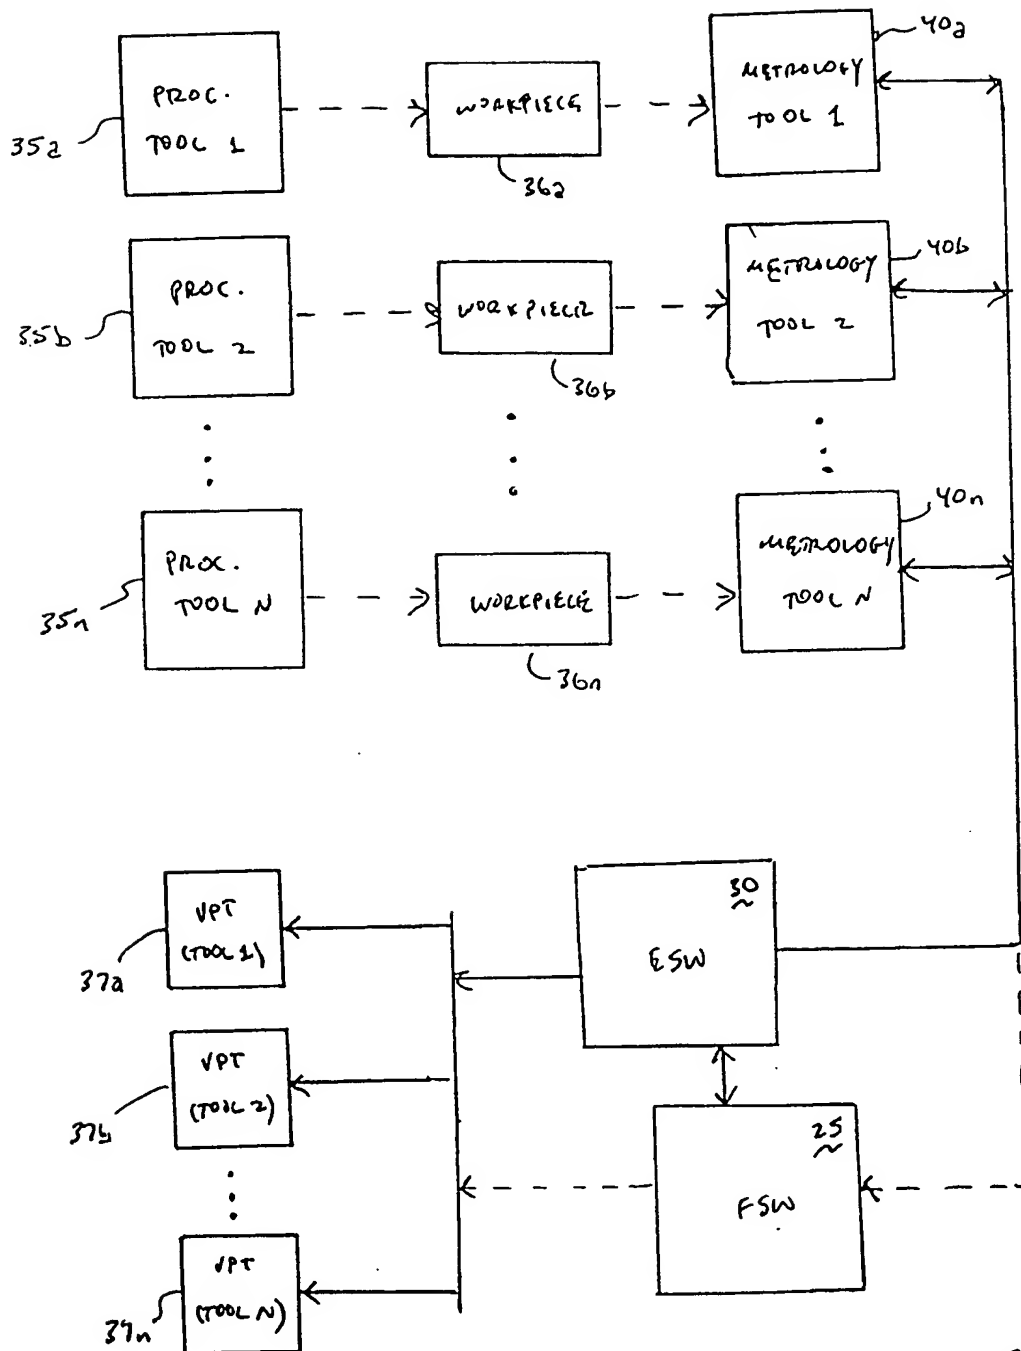 40a
PROC.
TOOL 1
WORKPIECE
METROLOGY
TOOL 1
35a
36a
PROC.
TOOL 2
WORKPIECE
METROLOGY
TOOL 2
40b
35b
36b
PROC.
TOOL N
WORKPIECE
METROLOGY
TOOL N
40n
35n
36n
VPT
(TOOL 1)
37a
30
ESW
VPT
(TOOL 2)
37b
25
FSW
VPT
(TOOL N)
37n